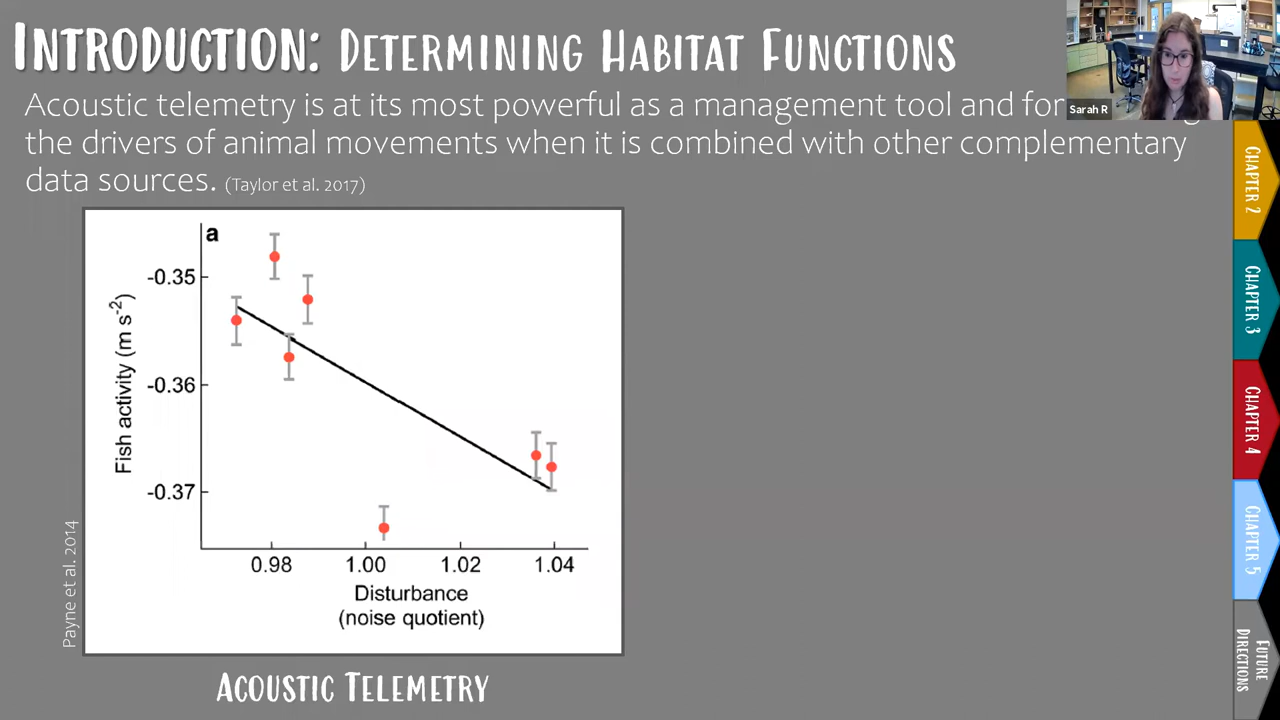 INTRODUCTION: DETERMINING HABITAT FUNCTIONS
Acoustic telemetry is at its most powerful as a management tool and for
the drivers of animal movements when it is combined with other complementary
data sources. (Taylor et al. 2017)
Sarah R
a
-0.35
-0.36
-0.37
Fish activity (m s-2)
0.98 1.00 1.02 1.04
Disturbance
(noise quotient)
Payne et al. 2014
ACOUSTIC TELEMETRY
CHAPTER 2
CHAPTER 3
CHAPTER 4
CHAPTER 5
FUTURE
DIRECTIONS